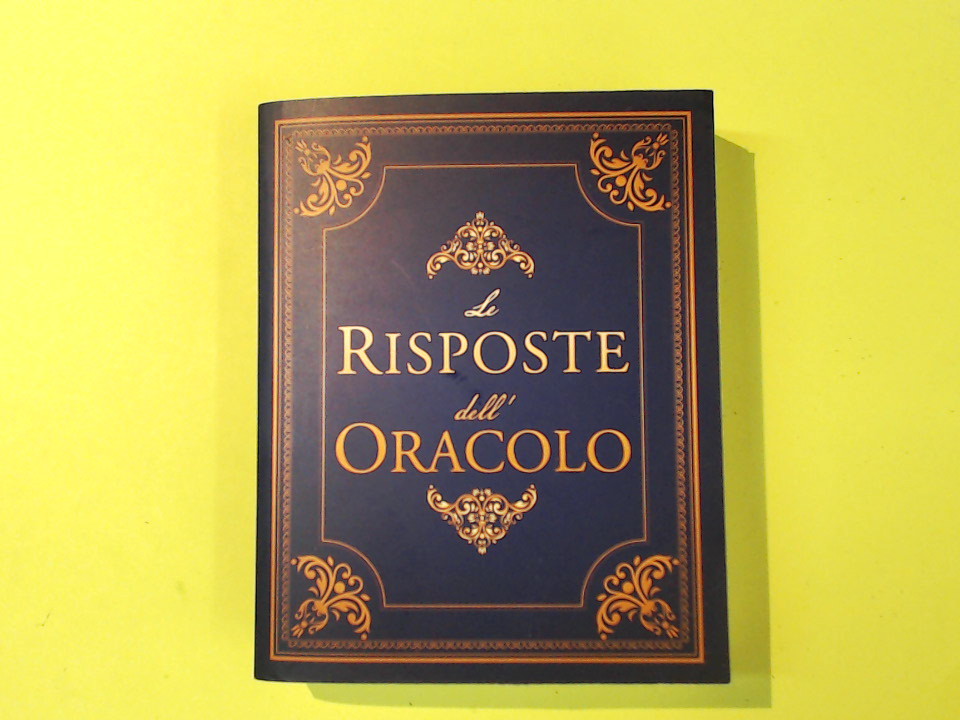 Le
RISPOSTE
dell'
ORACOLO